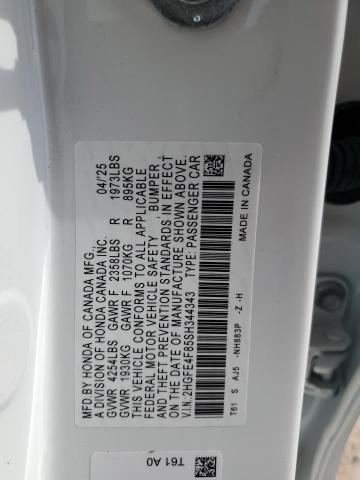 MFD BY HONDA OF CANADA MFG., 04/'25
A DIVISION OF HONDA CANADA INC.
GVWR 4254LBS GAWR F 2358LBS R 1973LBS
GVWR 1930KG GAWR F 1070KG R 895KG
THIS VEHICLE CONFORMS TO ALL APPLICABLE
FEDERAL MOTOR VEHICLE SAFETY , BUMPER ,
AND THEFT PREVENTION STANDARDS IN EFFECT
ON THE DATE OF MANUFACTURE SHOWN ABOVE.
V.I.N: 2HGFE4F85SH344343 TYPE: PASSENGER CAR
T61 S AJ5 -NH883P -Z -H
MADE IN CANADA
T61 A0